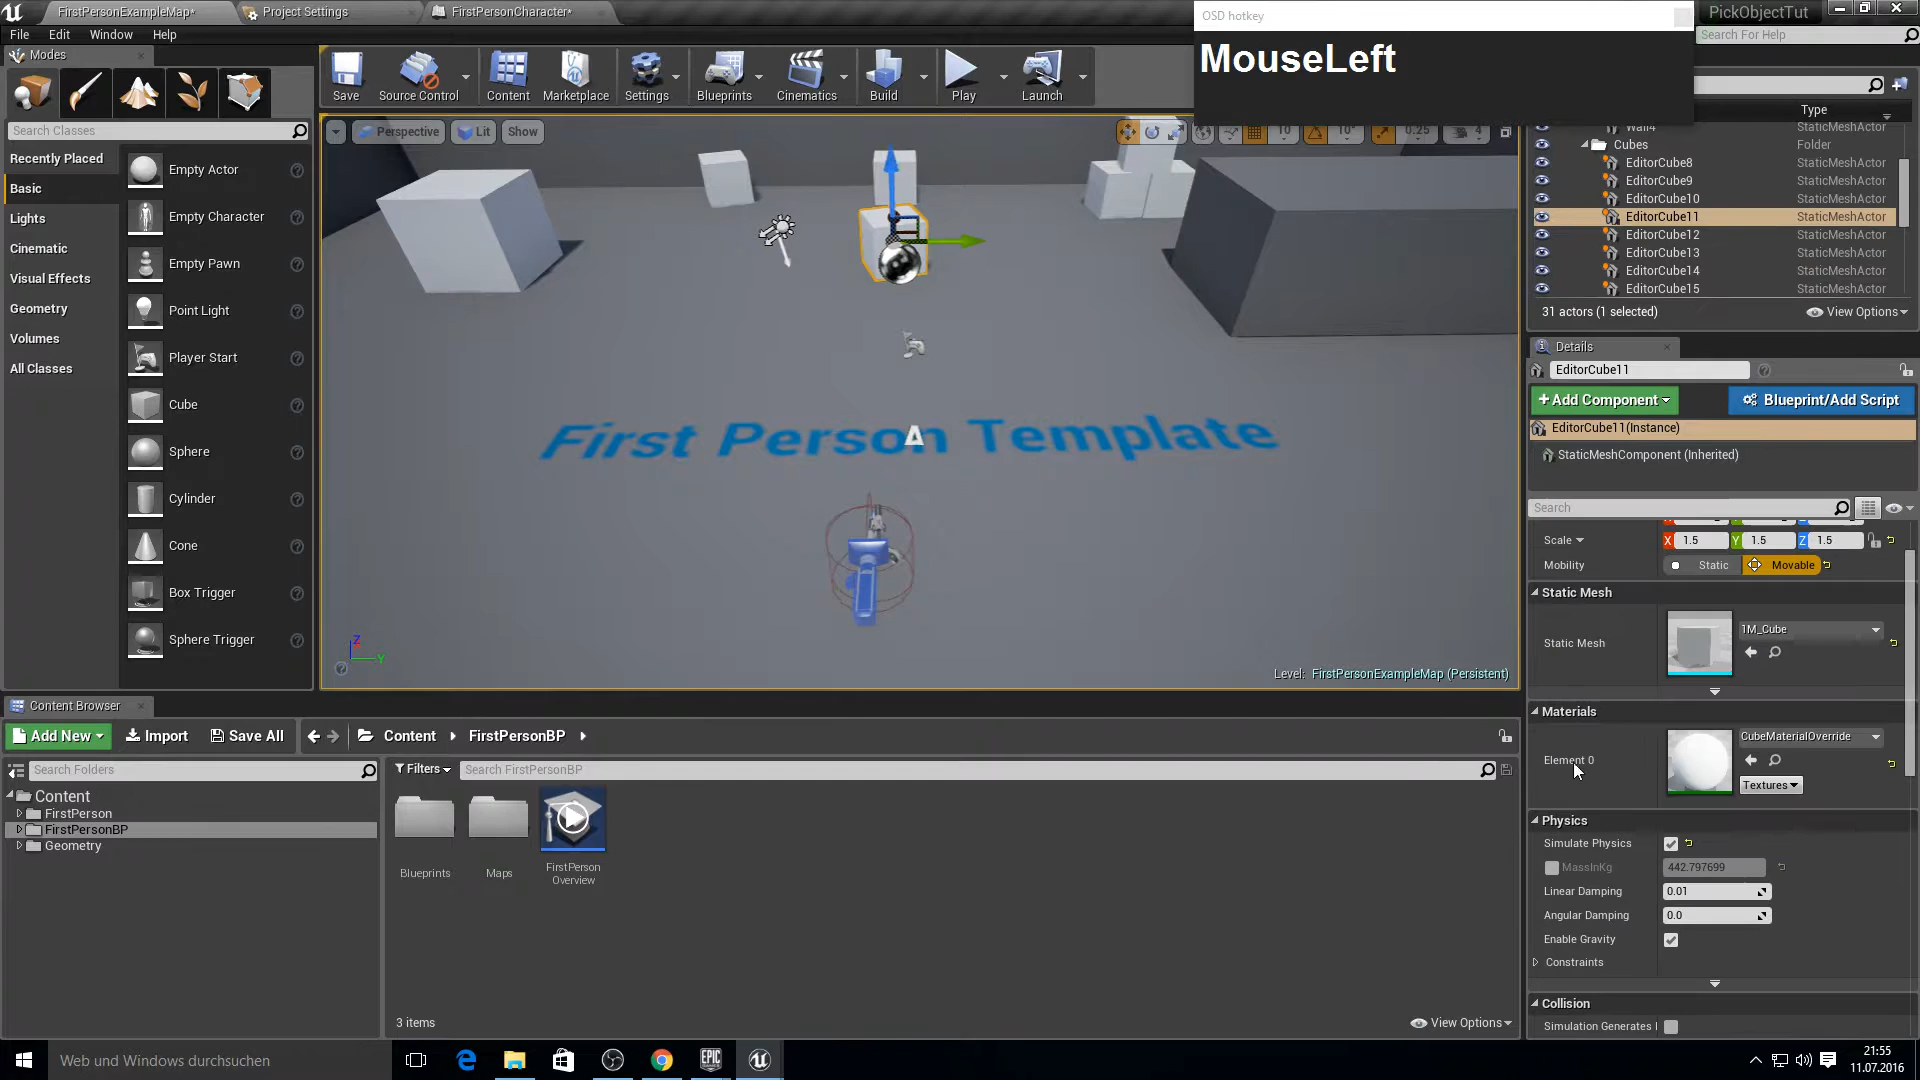 FirstPersonExampleMap*
Project Settings
FirstPersonCharacter*
OSD hotkey
PickObjectTut
File
Edit
Window
Help
MouseLeft
Search For Help
Modes
Save
Source Control
Content
Marketplace
Settings
Blueprints
Cinematics
Build
Play
Launch
Type
Search Classes
Perspective
Lit
Show
10
10°
0.25
4
Wall4
StaticMeshActor
Cubes
Folder
EditorCube8
StaticMeshActor
EditorCube9
StaticMeshActor
EditorCube10
StaticMeshActor
EditorCube11
StaticMeshActor
EditorCube12
StaticMeshActor
EditorCube13
StaticMeshActor
EditorCube14
StaticMeshActor
EditorCube15
StaticMeshActor
31 actors (1 selected)
View Options
Recently Placed
Basic
Lights
Cinematic
Visual Effects
Geometry
Volumes
All Classes
Empty Actor
Empty Character
Empty Pawn
Point Light
Player Start
Cube
Sphere
Cylinder
Cone
Box Trigger
Sphere Trigger
First Person Template
A
Z
Y
Level: FirstPersonExampleMap (Persistent)
Details
EditorCube11
+Add Component
Blueprint/Add Script
EditorCube11(Instance)
StaticMeshComponent (Inherited)
Search
Scale
X 1.5
Y 1.5
Z 1.5
Mobility
Static
Movable
Static Mesh
Static Mesh
1M_Cube
Materials
Element 0
CubeMaterialOverride
Textures
Physics
Simulate Physics
MassInKg
442.797699
Linear Damping
0.01
Angular Damping
0.0
Enable Gravity
Constraints
Collision
Simulation Generates
Content Browser
Add New
Import
Save All
Content
FirstPersonBP
Search Folders
Filters
Search FirstPersonBP
Content
FirstPerson
FirstPersonBP
Geometry
Blueprints
Maps
FirstPerson
Overview
3 items
View Options
Web und Windows durchsuchen
EPIC
21:55
11.07.2016